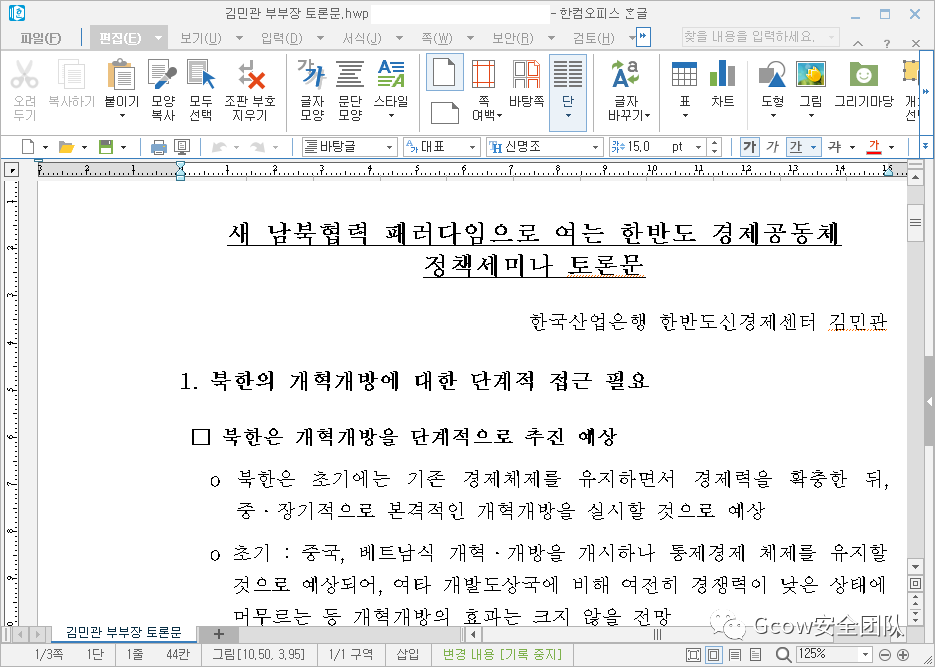 김민관 부부장 토론문.hwp - 한컴오피스 한글
파일(F) 편집(E) 보기(U) 입력(D) 서식(J) 쪽(W) 보안(R) 검토(H) 찾을 내용을 입력하세요.
오려 두기 복사하기 붙이기 모양 복사 모두 선택 조판 부호 지우기 글자 모양 문단 모양 스타일 쪽 여백 바탕쪽 단 글자 바꾸기 표 차트 도형 그림 그리기마당
바탕글 대표 신명조 15,0 pt 가 가 가 가 가
새 남북협력 패러다임으로 여는 한반도 경제공동체
정책세미나 토론문
한국산업은행 한반도신경제센터 김민관
1. 북한의 개혁개방에 대한 단계적 접근 필요
□ 북한은 개혁개방을 단계적으로 추진 예상
o 북한은 초기에는 기존 경제체제를 유지하면서 경제력을 확충한 뒤,
중·장기적으로 본격적인 개혁개방을 실시할 것으로 예상
o 초기 : 중국, 베트남식 개혁·개방을 개시하나 통제경제 체제를 유지할
것으로 예상되어, 여타 개발도상국에 비해 여전히 경쟁력이 낮은 상태에
머무르는 등 개혁개방의 효과는 크지 않을 전망
Gcow安全团队
김민관 부부장 토론문
1/3쪽 1단 1줄 44칸 그림[10,50, 3,95] 1/1 구역 삽입 변경 내용 [기록 중지] 125%